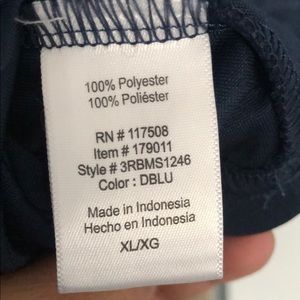 100% Polyester
100% Poliéster
RN # 117508
Item # 179011
Style # 3RBMS1246
Color : DBLU
Made in Indonesia
Hecho en Indonesia
XL/XG